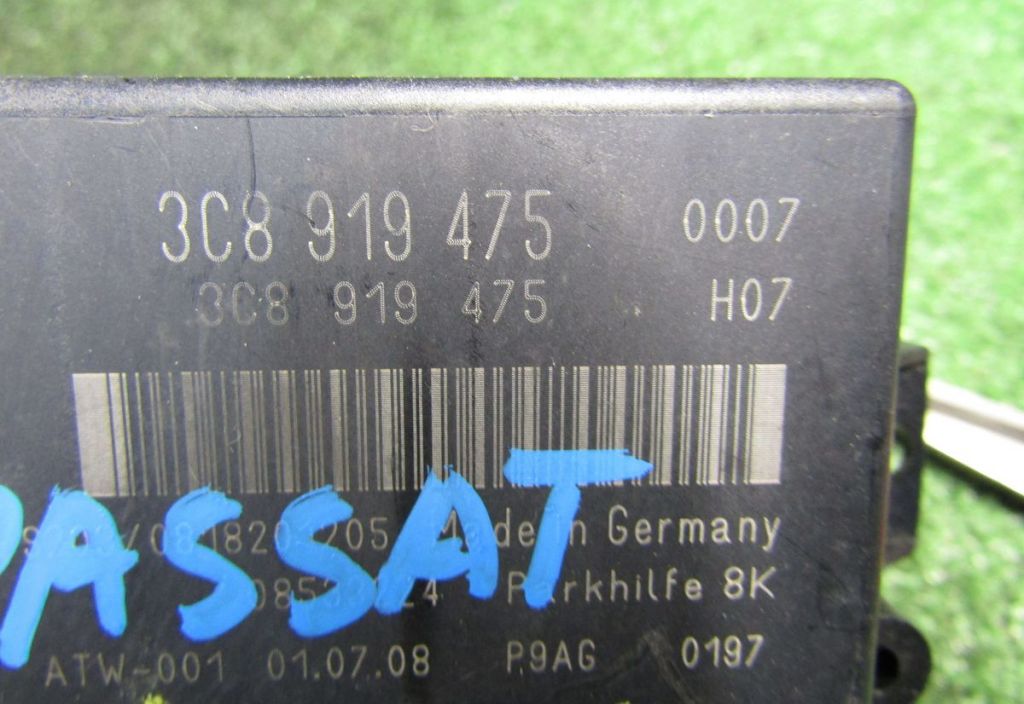 3C8 919 475 0007
3C8 919 475 H07
PASSAT
Made in Germany
Parkhilfe 8K
ATW-001 01.07.08 P9AG 0197